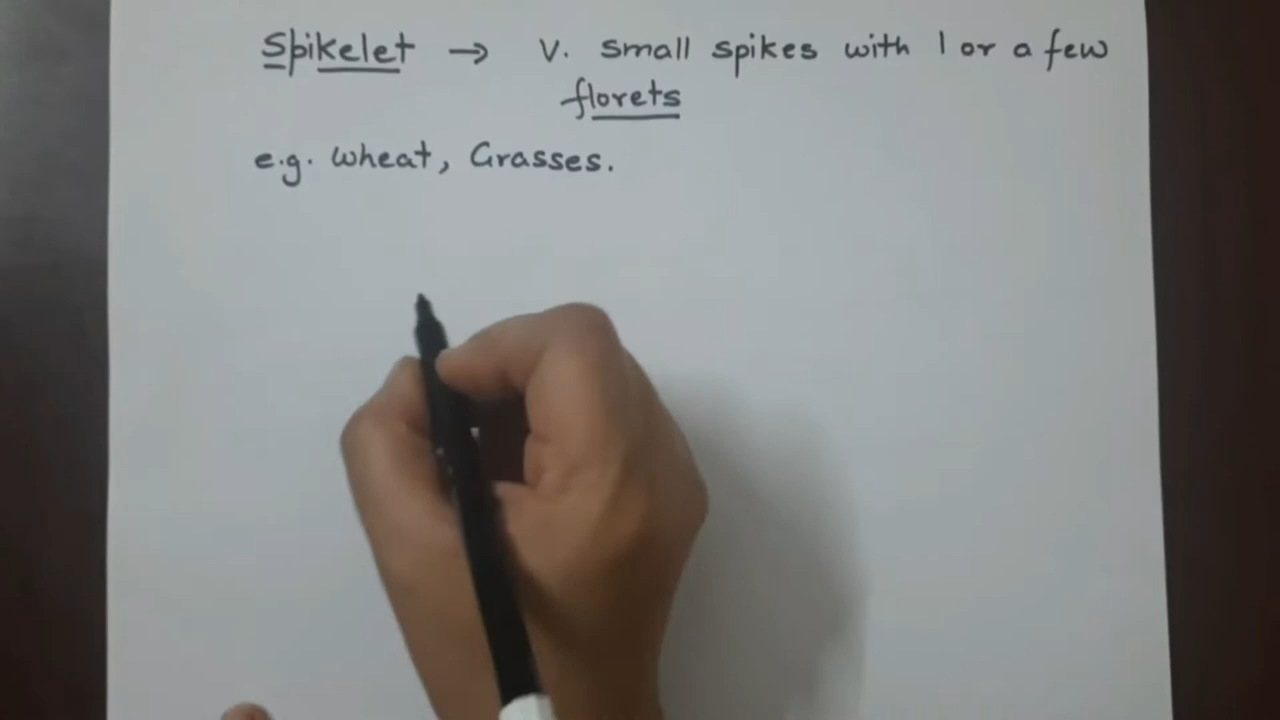 Spikelet → V. small spikes with 1 or a few
florets
e.g. wheat, Grasses.